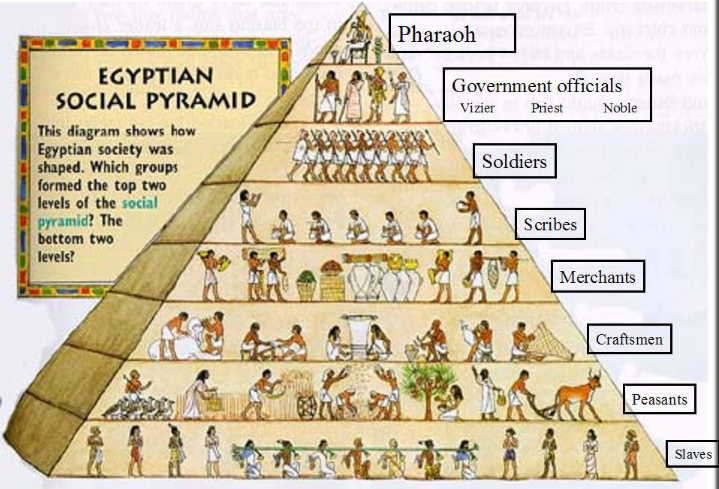 EGYPTIAN
SOCIAL PYRAMID
This diagram shows how
Egyptian society was
shaped. Which groups
formed the top two
levels of the social
pyramid? The
bottom two
levels?
Pharaoh
Government officials
Vizier Priest Noble
Soldiers
Scribes
Merchants
Craftsmen
Peasants
Slaves